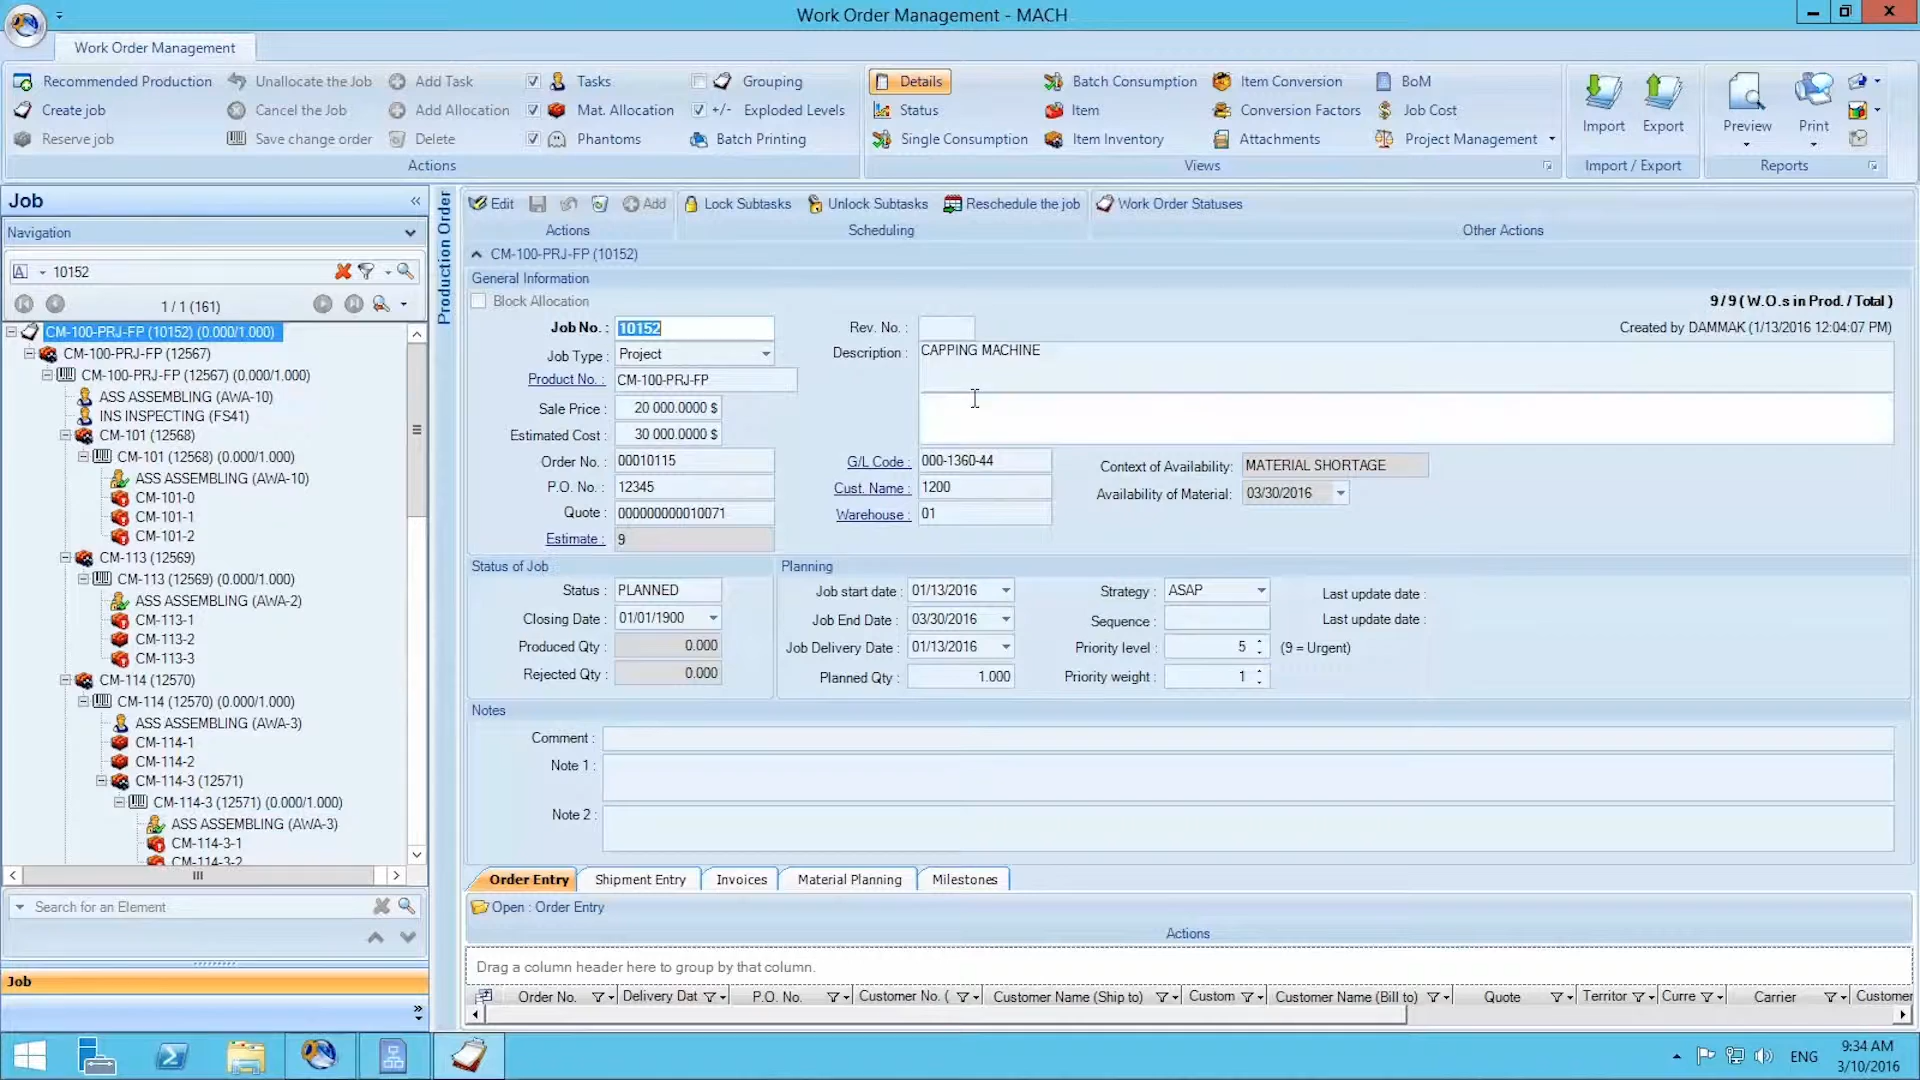 Work Order Management - MACH
Work Order Management
Recommended Production
Unallocate the Job
Add Task
Tasks
Grouping
Create job
Cancel the Job
Add Allocation
Mat. Allocation
+/- Exploded Levels
Reserve job
Save change order
Delete
Phantoms
Batch Printing
Actions
Details
Batch Consumption
Item Conversion
BoM
Status
Item
Conversion Factors
Job Cost
Single Consumption
Item Inventory
Attachments
Project Management
Views
Import
Export
Import / Export
Preview
Print
Reports
Job
Navigation
A
10152
1 / 1 (161)
CM-100-PRJ-FP (10152) (0.000/1.000)
CM-100-PRJ-FP (12567)
CM-100-PRJ-FP (12567) (0.000/1.000)
ASS ASSEMBLING (AWA-10)
INS INSPECTING (FS41)
CM-101 (12568)
CM-101 (12568) (0.000/1.000)
ASS ASSEMBLING (AWA-10)
CM-101-0
CM-101-1
CM-101-2
CM-113 (12569)
CM-113 (12569) (0.000/1.000)
ASS ASSEMBLING (AWA-2)
CM-113-1
CM-113-2
CM-113-3
CM-114 (12570)
CM-114 (12570) (0.000/1.000)
ASS ASSEMBLING (AWA-3)
CM-114-1
CM-114-2
CM-114-3 (12571)
CM-114-3 (12571) (0.000/1.000)
ASS ASSEMBLING (AWA-3)
CM-114-3-1
CM-114-3-2
Search for an Element
Job
Production Order
Edit
Add
Actions
Lock Subtasks
Unlock Subtasks
Reschedule the job
Scheduling
Work Order Statuses
Other Actions
CM-100-PRJ-FP (10152)
General Information
Block Allocation
9 / 9 ( W.O.s in Prod. / Total )
Job No. : 10152
Rev. No. :
Created by DAMMAK (1/13/2016 12:04:07 PM)
Job Type : Project
Description : CAPPING MACHINE
Product No. : CM-100-PRJ-FP
Sale Price : 20 000.0000 $
Estimated Cost : 30 000.0000 $
Order No. : 00010115
G/L Code : 000-1360-44
Context of Availability: MATERIAL SHORTAGE
P.O. No. : 12345
Cust. Name : 1200
Availability of Material: 03/30/2016
Quote : 000000000010071
Warehouse : 01
Estimate : 9
Status of Job
Planning
Status : PLANNED
Job start date : 01/13/2016
Strategy : ASAP
Last update date :
Closing Date : 01/01/1900
Job End Date : 03/30/2016
Sequence :
Last update date :
Produced Qty : 0.000
Job Delivery Date : 01/13/2016
Priority level : 5 (9 = Urgent)
Rejected Qty : 0.000
Planned Qty : 1.000
Priority weight : 1
Notes
Comment :
Note 1 :
Note 2 :
Order Entry
Shipment Entry
Invoices
Material Planning
Milestones
Open : Order Entry
Actions
Drag a column header here to group by that column.
Order No.
Delivery Dat
P.O. No.
Customer No. (
Customer Name (Ship to)
Custom
Customer Name (Bill to)
Quote
Territor
Curre
Carrier
Customer
ENG
9:34 AM
3/10/2016